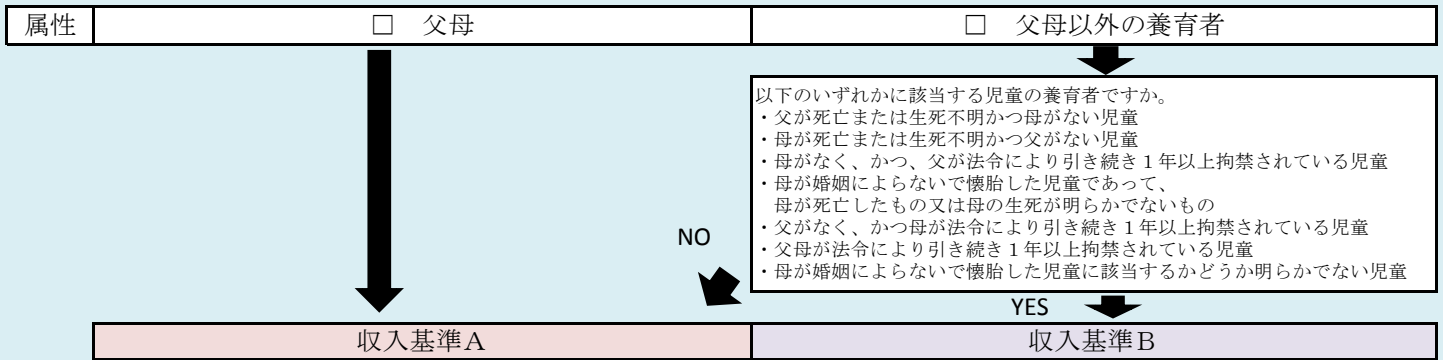 属性 □ 父母 □ 父母以外の養育者
以下のいずれかに該当する児童の養育者ですか。
・父が死亡または生死不明かつ母がない児童
・母が死亡または生死不明かつ父がない児童
・母がなく、かつ、父が法令により引き続き１年以上拘禁されている児童
・母が婚姻によらないで懐胎した児童であって、
母が死亡したもの又は母の生死が明らかでないもの
・父がなく、かつ母が法令により引き続き１年以上拘禁されている児童
・父母が法令により引き続き１年以上拘禁されている児童
・母が婚姻によらないで懐胎した児童に該当するかどうか明らかでない児童
NO
YES
収入基準Ａ 収入基準Ｂ